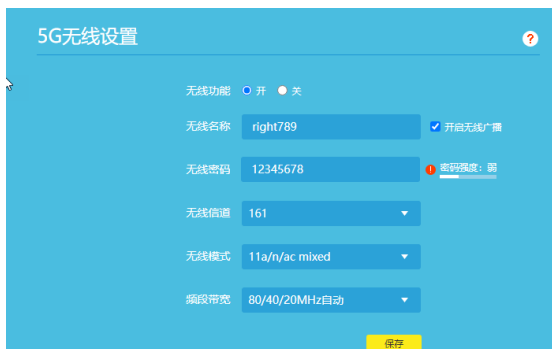 5G无线设置
?
无线功能 开 关
无线名称 right789 开启无线广播
无线密码 12345678 ! 密码强度：弱
无线信道 161
无线模式 11a/n/ac mixed
频段带宽 80/40/20MHz自动
保存